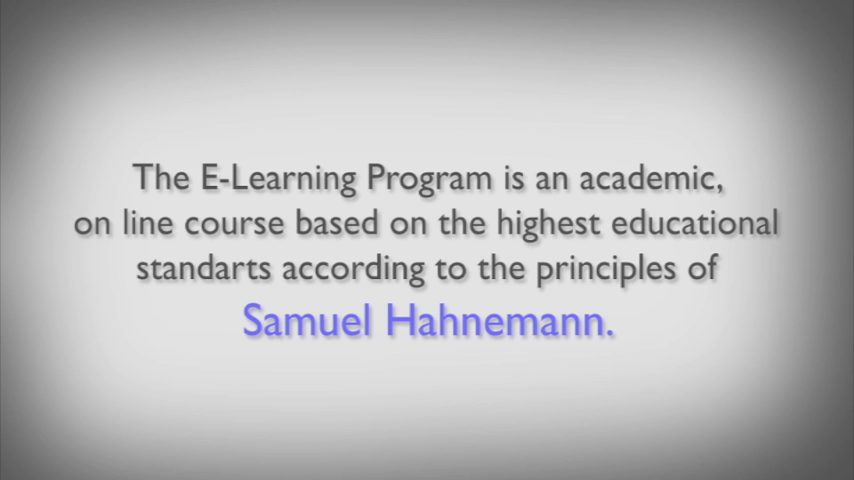 The E-Learning Program is an academic,
on line course based on the highest educational
standarts according to the principles of
Samuel Hahnemann.